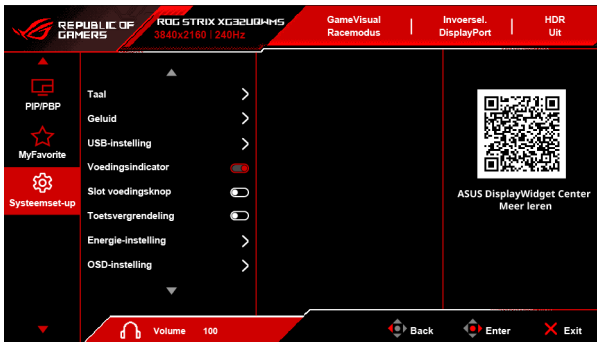 REPUBLIC OF
GAMERS
ROG STRIX XG32UQWMS
3840x2160 | 240Hz
GameVisual
Racemodus
Invoersel.
DisplayPort
HDR
Uit
PIP/PBP
MyFavorite
Systeemset-up
Taal
Geluid
USB-instelling
Voedingsindicator
Slot voedingsknop
Toetsvergrendeling
Energie-instelling
OSD-instelling
ASUS DisplayWidget Center
Meer leren
Volume 100
Back
Enter
Exit